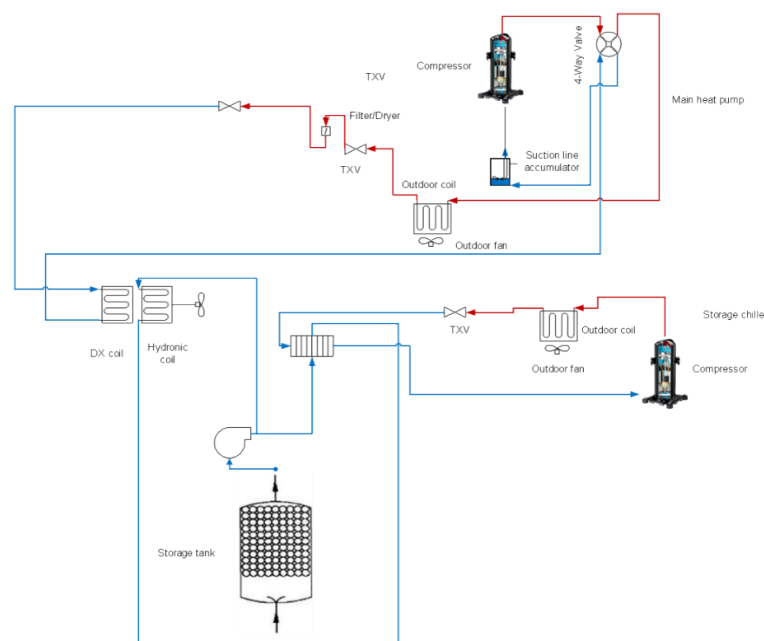 TXV
Compressor
4-Way Valve
Main heat pump
Filter/Dryer
TXV
Suction line
accumulator
Outdoor coil
Outdoor fan
DX coil
Hydronic
coil
TXV
Outdoor coil
Storage chille
Outdoor fan
Compressor
Storage tank